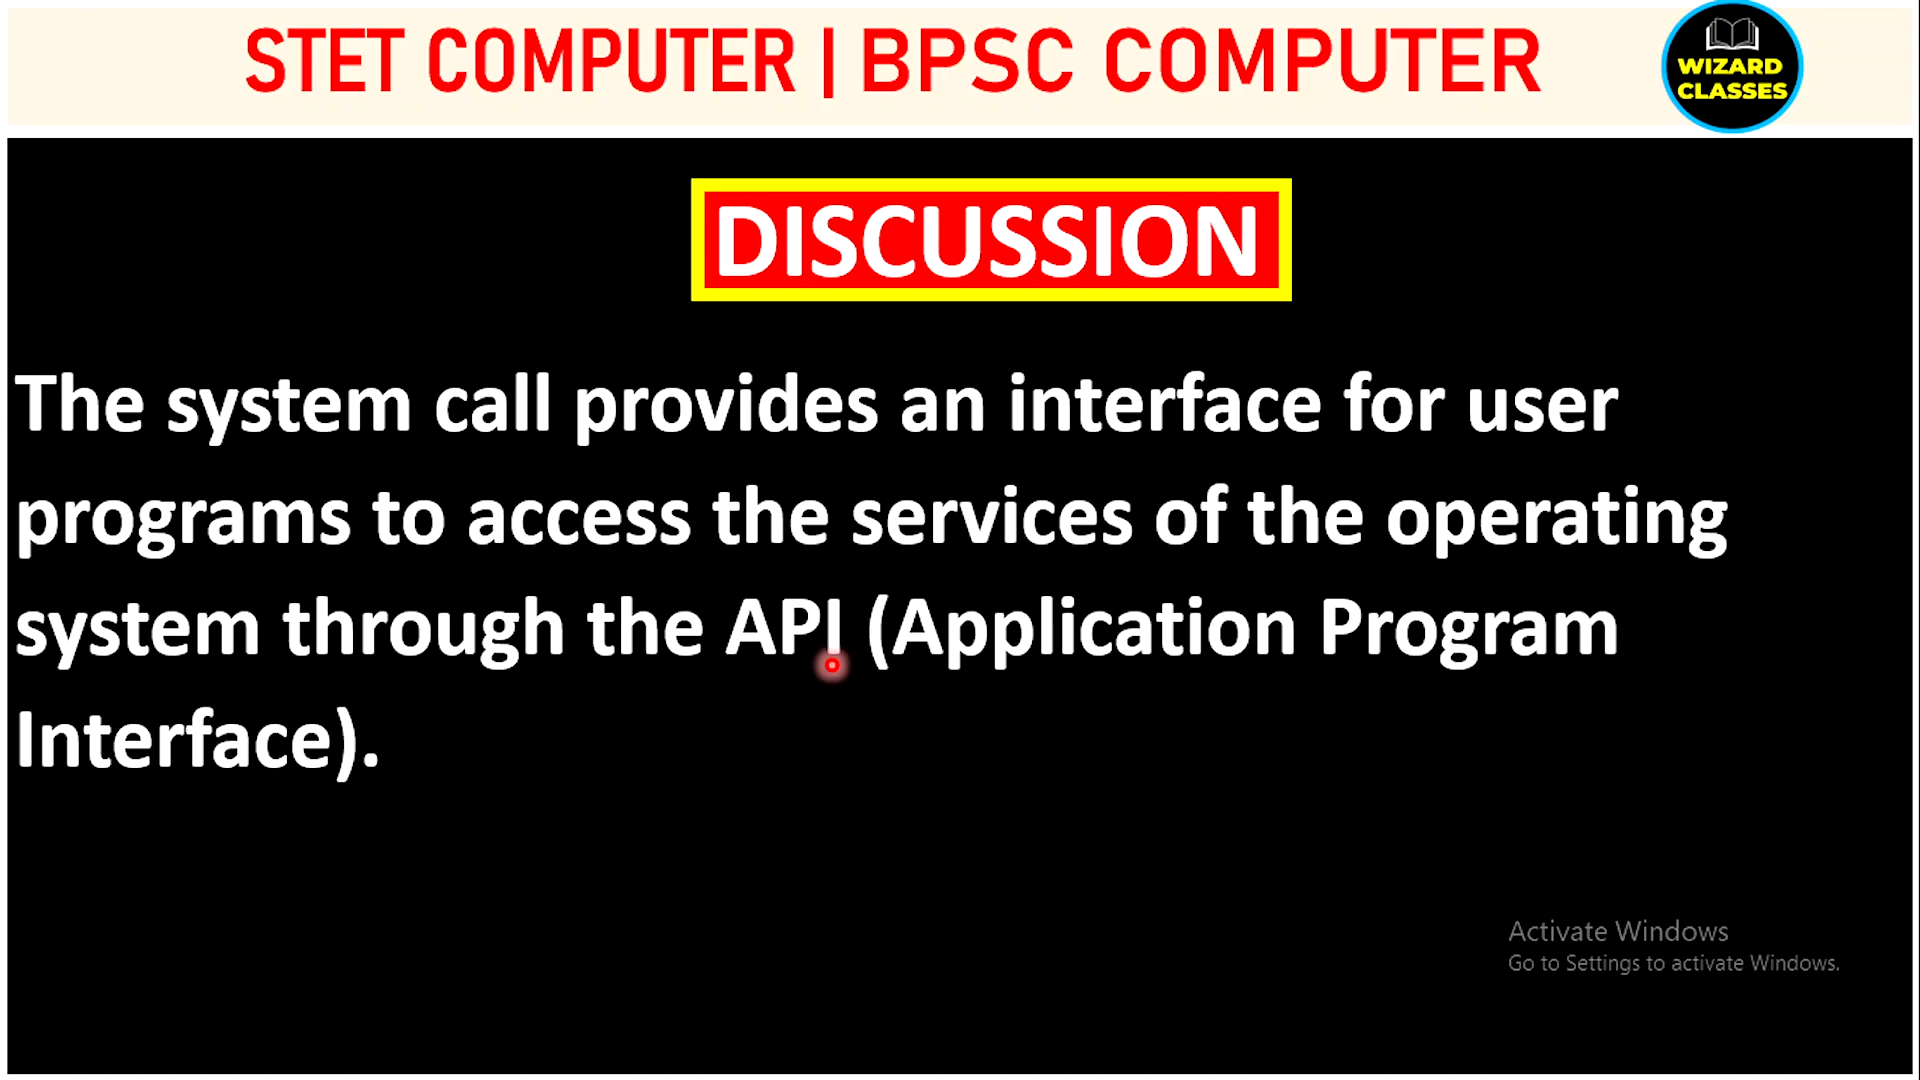 STET COMPUTER | BPSC COMPUTER
WIZARD
CLASSES
DISCUSSION
The system call provides an interface for user
programs to access the services of the operating
system through the API (Application Program
Interface).
Activate Windows
Go to Settings to activate Windows.